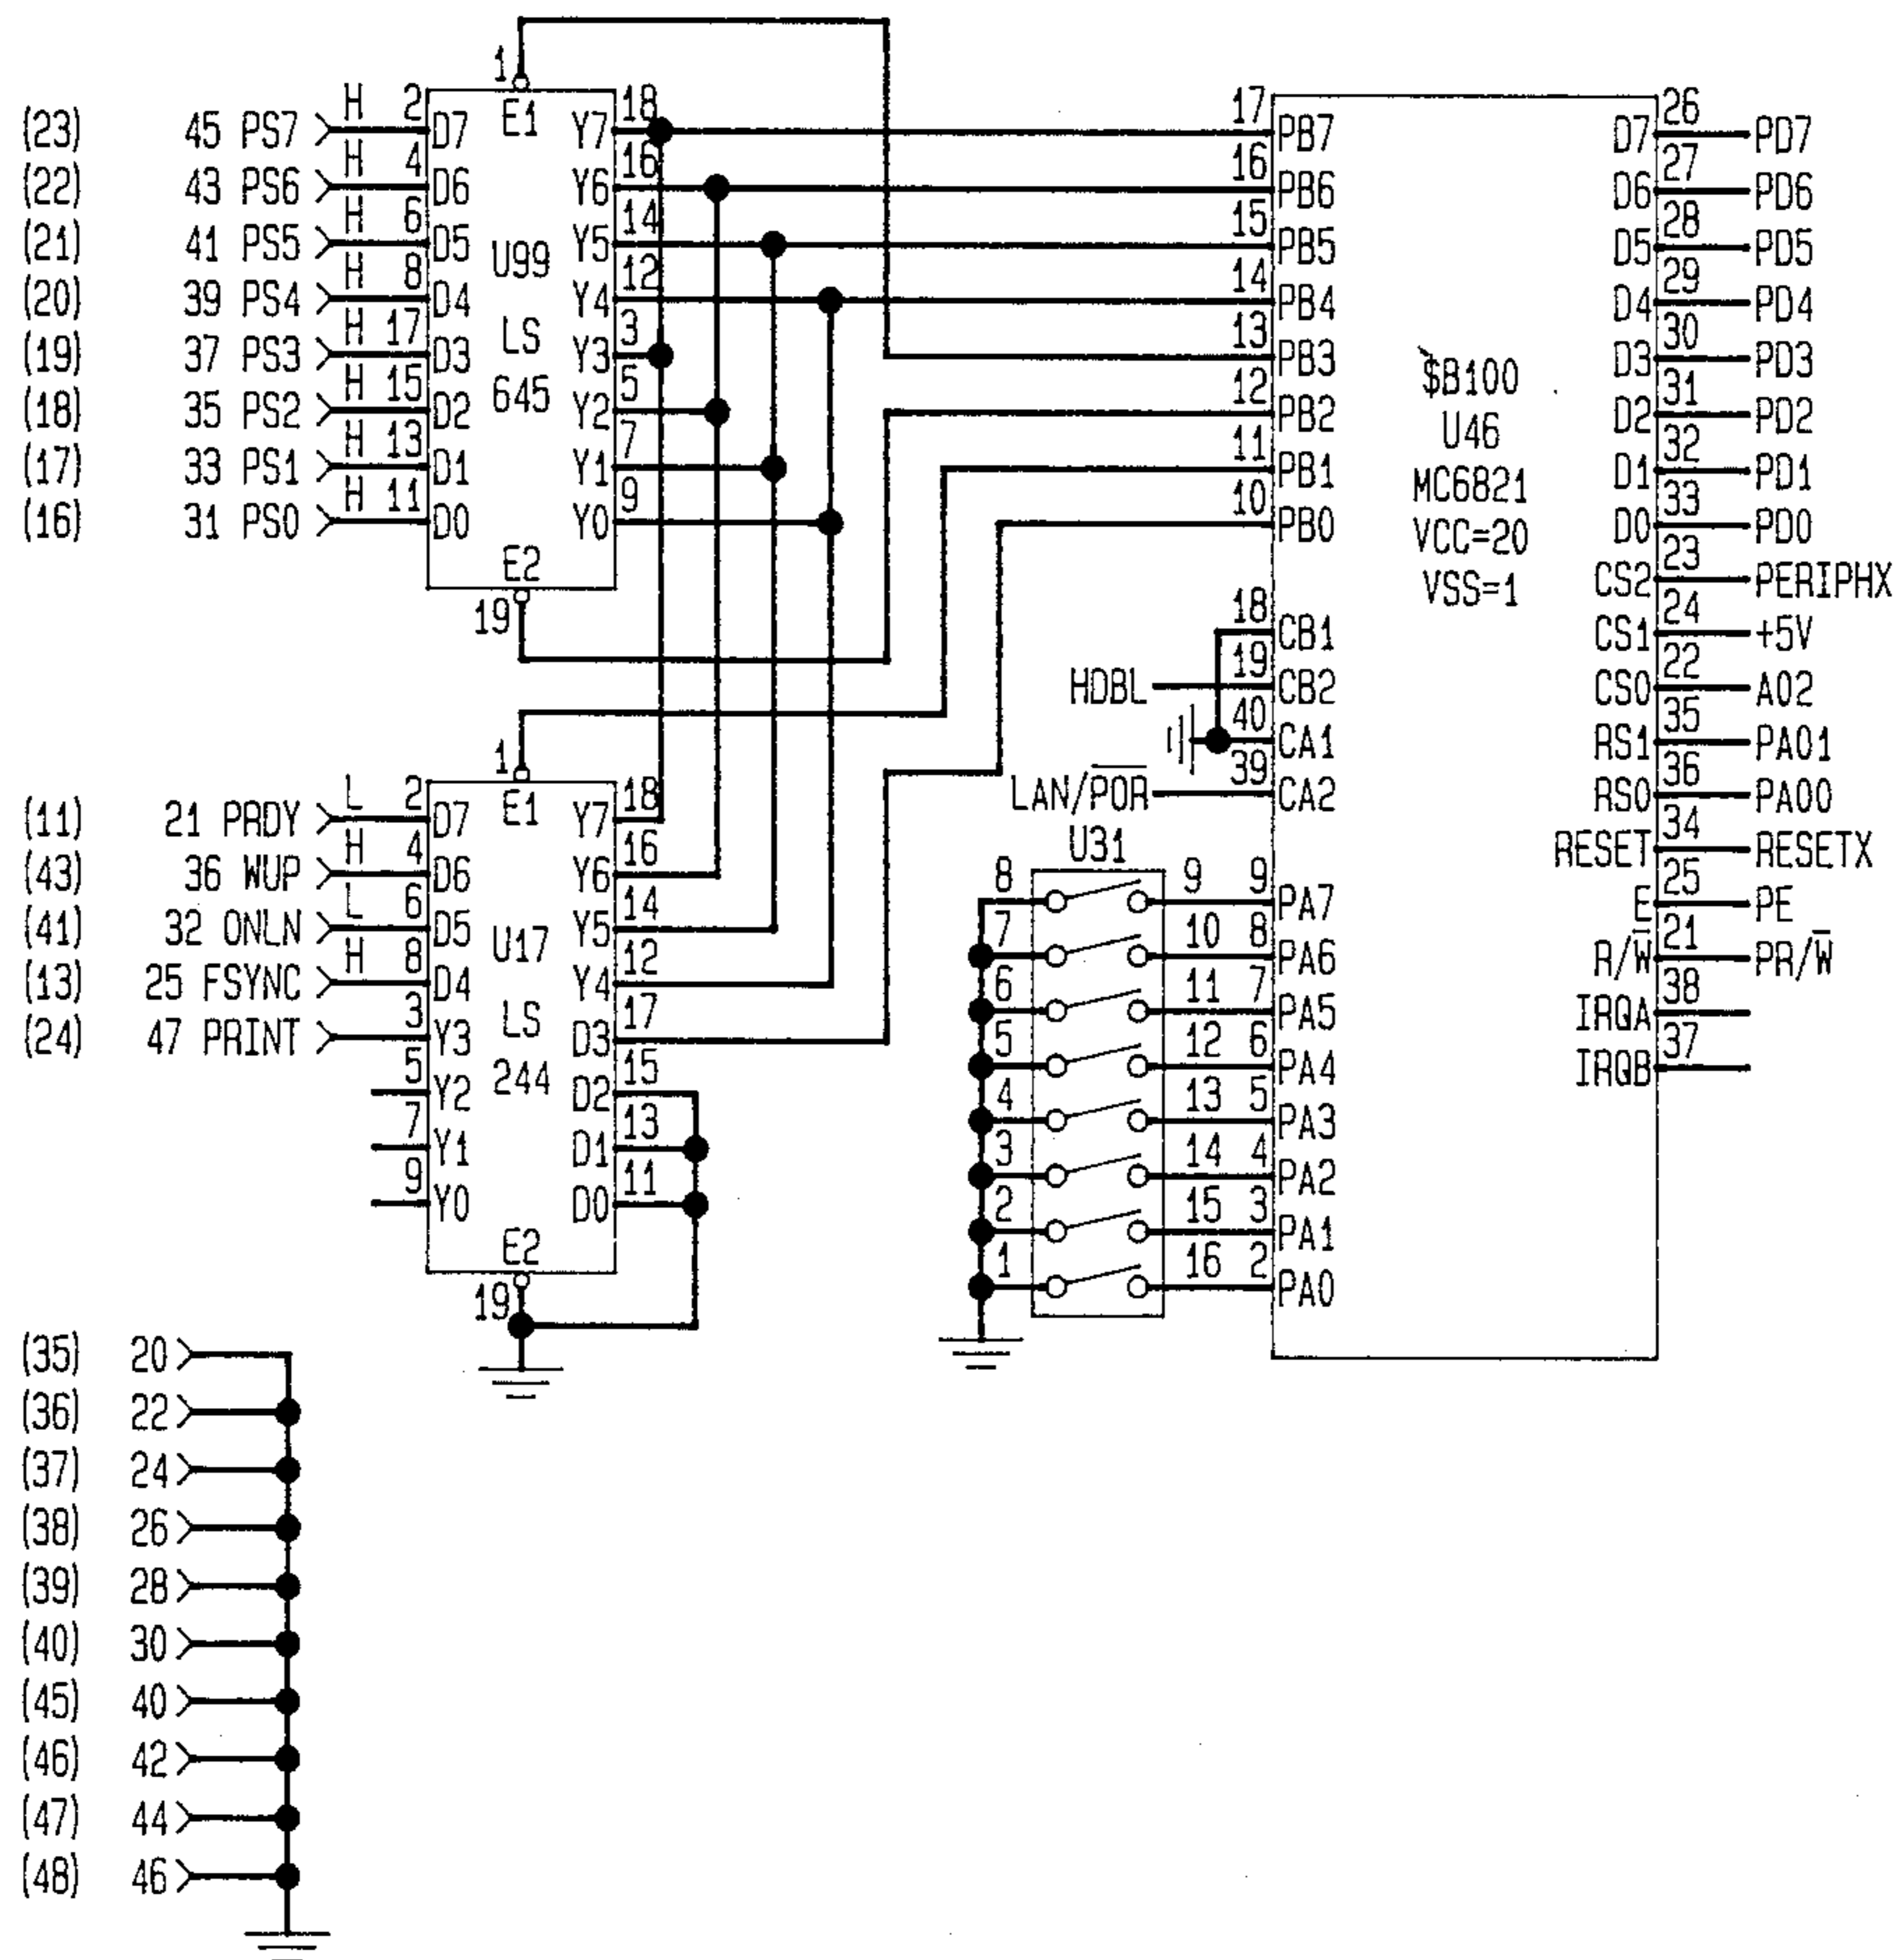 1
(23) 45 PS7 H 2 D7 E1 Y7 18 17 PB7 D7 26 PD7
(22) 43 PS6 H 4 D6 Y6 16 16 PB6 D6 27 PD6
(21) 41 PS5 H 6 D5 Y5 14 15 PB5 D5 28 PD5
U99
(20) 39 PS4 H 8 D4 Y4 12 14 PB4 D4 29 PD4
LS
(19) 37 PS3 H 17 D3 Y3 3 13 PB3 D3 30 PD3
$B100
645
(18) 35 PS2 H 15 D2 Y2 5 12 PB2 D2 31 PD2
U46
(17) 33 PS1 H 13 D1 Y1 7 11 PB1 D1 32 PD1
MC6821
(16) 31 PS0 H 11 D0 Y0 9 10 PB0 D0 33 PD0
VCC=20
E2 CS2 23 PERIPHX
VSS=1
19 18 CB1 CS1 24 +5V
HDBL 19 CB2 CS0 22 A02
1 40 CA1 RS1 35 PA01
LAN/P̅O̅R̅ 39 CA2 RS0 36 PA00
(11) 21 PRDY L 2 D7 E1 Y7 18
U31 RESET 34 RESETX
(43) 36 WUP H 4 D6 Y6 16
8 9 9 PA7 E 25 PE
(41) 32 ONLN L 6 D5 Y5 14
U17
7 10 8 PA6 R/W̅ 21 PR/W̅
(13) 25 FSYNC H 8 D4 Y4 12
LS
6 11 7 PA5 IRQA 38
(24) 47 PRINT 3 Y3 D3 17
5 12 6 PA4 IRQB 37
244
5 Y2 D2 15
4 13 5 PA3
7 Y1 D1 13
3 14 4 PA2
9 Y0 D0 11
2 15 3 PA1
E2
1 16 2 PA0
19
(35) 20
(36) 22
(37) 24
(38) 26
(39) 28
(40) 30
(45) 40
(46) 42
(47) 44
(48) 46